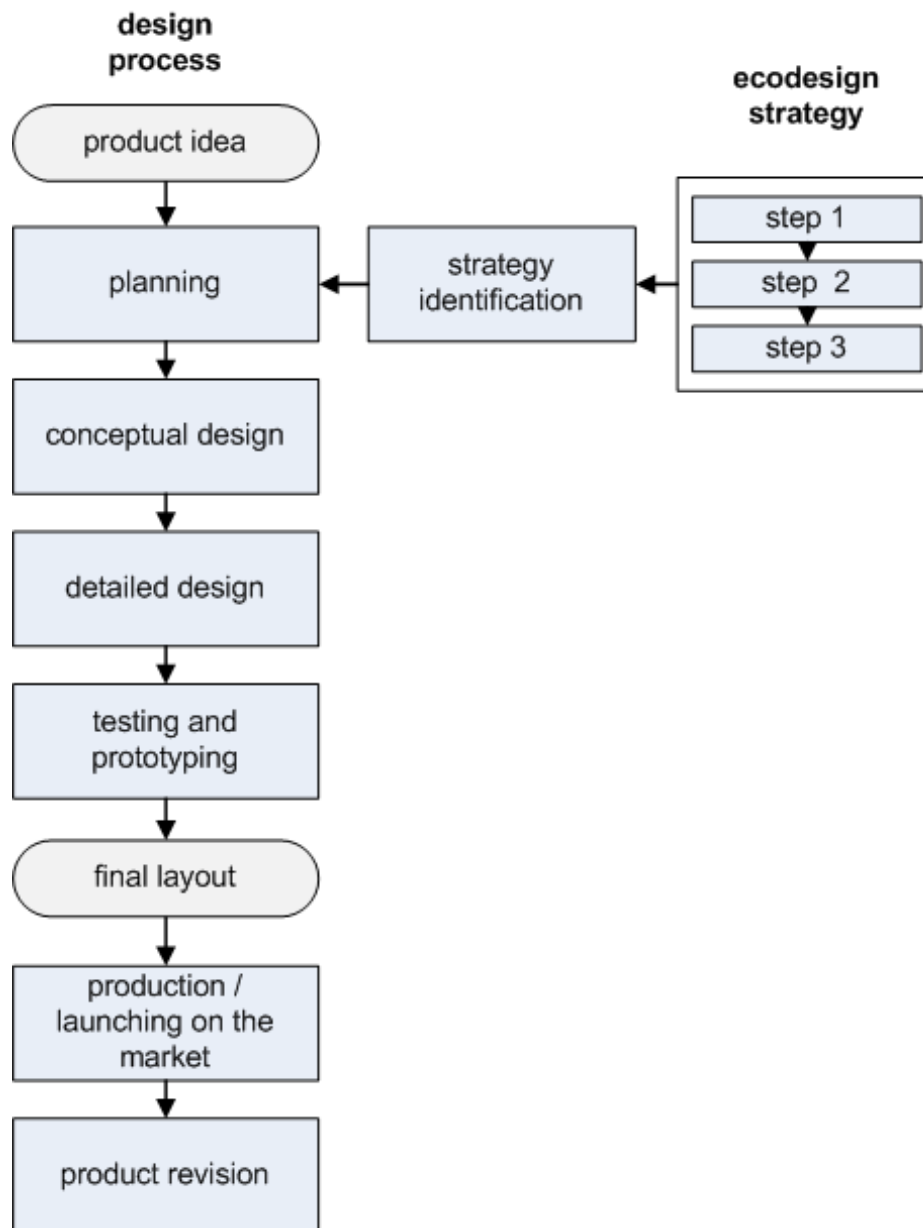 design
process
ecodesign
strategy
product idea
step 1
planning
strategy
identification
step 2
step 3
conceptual design
detailed design
testing and
prototyping
final layout
production /
launching on the
market
product revision